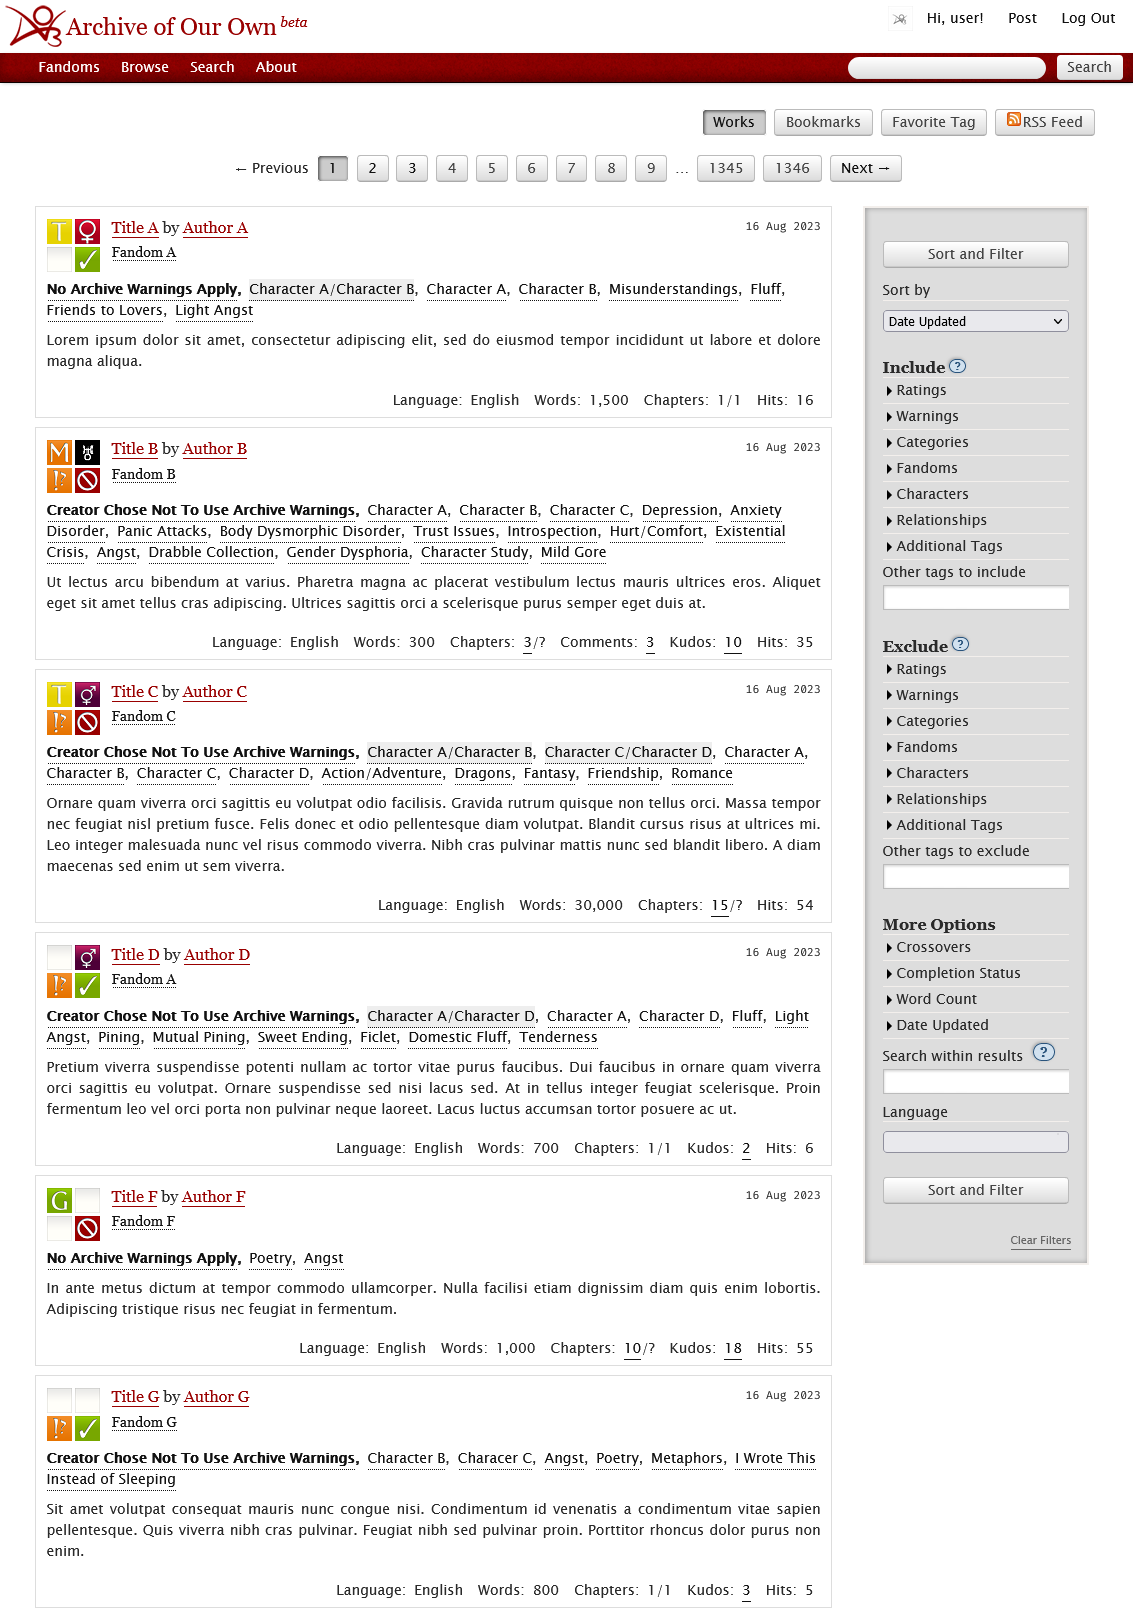 Archive of Our Own beta
Hi, user! Post Log Out
Fandoms Browse Search About Search
Works Bookmarks Favorite Tag RSS Feed
← Previous 1 2 3 4 5 6 7 8 9 … 1345 1346 Next →
T
Title A by Author A
16 Aug 2023
Fandom A
No Archive Warnings Apply, Character A/Character B, Character A, Character B, Misunderstandings, Fluff,
Friends to Lovers, Light Angst
Lorem ipsum dolor sit amet, consectetur adipiscing elit, sed do eiusmod tempor incididunt ut labore et dolore
magna aliqua.
Language: English Words: 1,500 Chapters: 1/1 Hits: 16
M
!?
Title B by Author B
16 Aug 2023
Fandom B
Creator Chose Not To Use Archive Warnings, Character A, Character B, Character C, Depression, Anxiety
Disorder, Panic Attacks, Body Dysmorphic Disorder, Trust Issues, Introspection, Hurt/Comfort, Existential
Crisis, Angst, Drabble Collection, Gender Dysphoria, Character Study, Mild Gore
Ut lectus arcu bibendum at varius. Pharetra magna ac placerat vestibulum lectus mauris ultrices eros. Aliquet
eget sit amet tellus cras adipiscing. Ultrices sagittis orci a scelerisque purus semper eget duis at.
Language: English Words: 300 Chapters: 3/? Comments: 3 Kudos: 10 Hits: 35
T
!?
Title C by Author C
16 Aug 2023
Fandom C
Creator Chose Not To Use Archive Warnings, Character A/Character B, Character C/Character D, Character A,
Character B, Character C, Character D, Action/Adventure, Dragons, Fantasy, Friendship, Romance
Ornare quam viverra orci sagittis eu volutpat odio facilisis. Gravida rutrum quisque non tellus orci. Massa tempor
nec feugiat nisl pretium fusce. Felis donec et odio pellentesque diam volutpat. Blandit cursus risus at ultrices mi.
Leo integer malesuada nunc vel risus commodo viverra. Nibh cras pulvinar mattis nunc sed blandit libero. A diam
maecenas sed enim ut sem viverra.
Language: English Words: 30,000 Chapters: 15/? Hits: 54
!?
Title D by Author D
16 Aug 2023
Fandom A
Creator Chose Not To Use Archive Warnings, Character A/Character D, Character A, Character D, Fluff, Light
Angst, Pining, Mutual Pining, Sweet Ending, Ficlet, Domestic Fluff, Tenderness
Pretium viverra suspendisse potenti nullam ac tortor vitae purus faucibus. Dui faucibus in ornare quam viverra
orci sagittis eu volutpat. Ornare suspendisse sed nisi lacus sed. At in tellus integer feugiat scelerisque. Proin
fermentum leo vel orci porta non pulvinar neque laoreet. Lacus luctus accumsan tortor posuere ac ut.
Language: English Words: 700 Chapters: 1/1 Kudos: 2 Hits: 6
G
Title F by Author F
16 Aug 2023
Fandom F
No Archive Warnings Apply, Poetry, Angst
In ante metus dictum at tempor commodo ullamcorper. Nulla facilisi etiam dignissim diam quis enim lobortis.
Adipiscing tristique risus nec feugiat in fermentum.
Language: English Words: 1,000 Chapters: 10/? Kudos: 18 Hits: 55
!?
Title G by Author G
16 Aug 2023
Fandom G
Creator Chose Not To Use Archive Warnings, Character B, Characer C, Angst, Poetry, Metaphors, I Wrote This
Instead of Sleeping
Sit amet volutpat consequat mauris nunc congue nisi. Condimentum id venenatis a condimentum vitae sapien
pellentesque. Quis viverra nibh cras pulvinar. Feugiat nibh sed pulvinar proin. Porttitor rhoncus dolor purus non
enim.
Language: English Words: 800 Chapters: 1/1 Kudos: 3 Hits: 5
Sort and Filter
Sort by
Date Updated
Include ?
Ratings
Warnings
Categories
Fandoms
Characters
Relationships
Additional Tags
Other tags to include
Exclude ?
Ratings
Warnings
Categories
Fandoms
Characters
Relationships
Additional Tags
Other tags to exclude
More Options
Crossovers
Completion Status
Word Count
Date Updated
Search within results ?
Language
Sort and Filter
Clear Filters